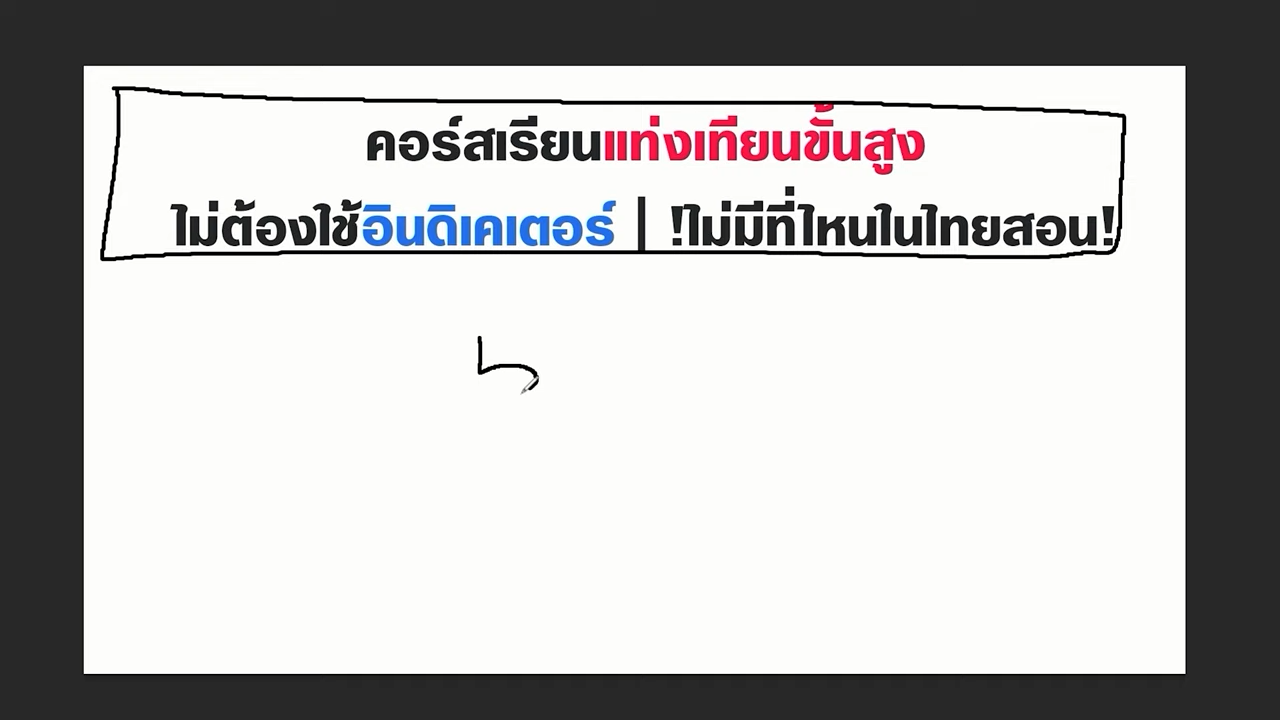 คอร์สเรียนแท่งเทียนขั้นสูง
ไม่ต้องใช้อินดิเคเตอร์ | !ไม่มีที่ไหนในไทยสอน!